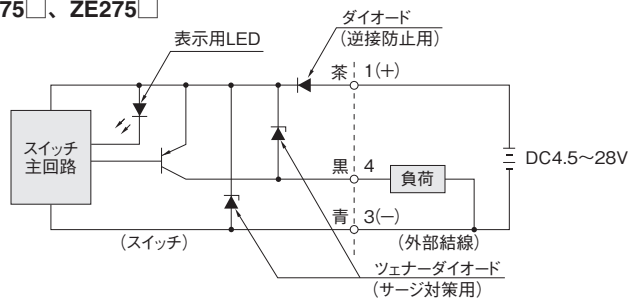 75□、ZE275□
ダイオード
(逆接防止用)
表示用LED
茶 1(+)
スイッチ
主回路
DC4.5～28V
黒 4
負荷
青 3(−)
(スイッチ)
(外部結線)
ツェナーダイオード
(サージ対策用)